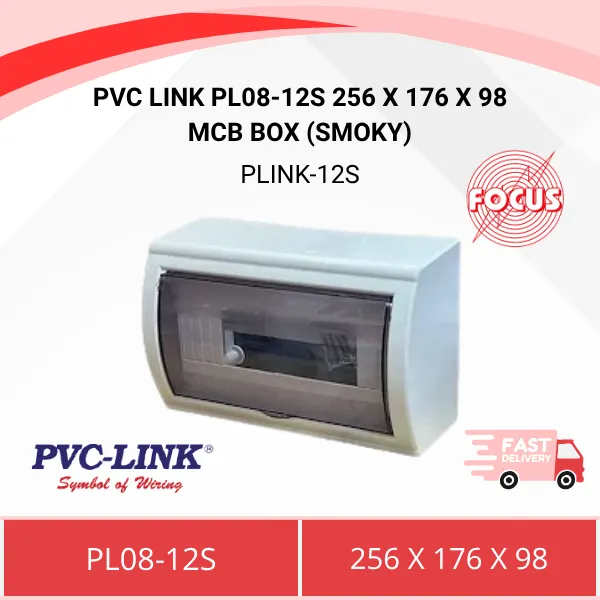 PVC LINK PL08-12S 256 X 176 X 98
MCB BOX (SMOKY)
PLINK-12S
FOCUS
PVC-LINK®
Symbol of Wiring
FAST
DELIVERY
PL08-12S
256 X 176 X 98